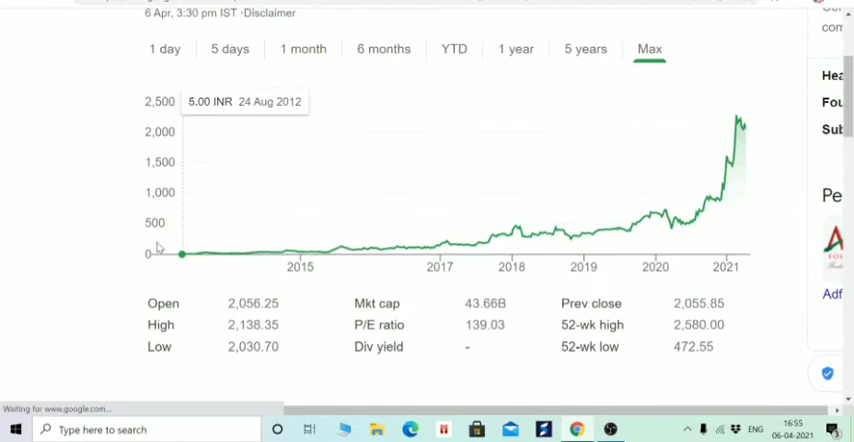 6 Apr, 3:30 pm IST ·Disclaimer
1 day 5 days 1 month 6 months YTD 1 year 5 years Max
2,500
5.00 INR 24 Aug 2012
2,000
1,500
1,000
500
0
2015 2017 2018 2019 2020 2021
Open 2,056.25 Mkt cap 43.66B Prev close 2,055.85
High 2,138.35 P/E ratio 139.03 52-wk high 2,580.00
Low 2,030.70 Div yield - 52-wk low 472.55
com
Hea
Fou
Sub
Pe
FOU
Adf
Waiting for www.google.com...
Type here to search
ENG
16:55
06-04-2021
3